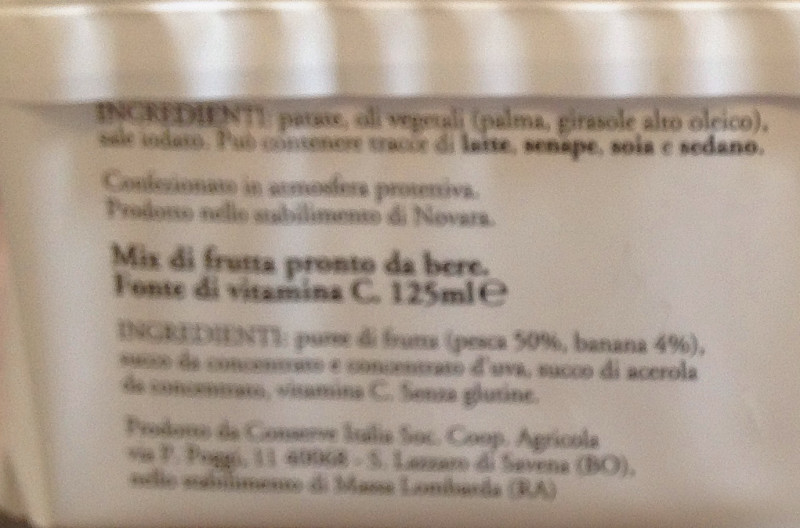 INGREDIENTI: patate, oli vegetali (palma, girasole alto oleico),
sale iodato. Può contenere tracce di latte, senape, soia e sedano.
Confezionato in atmosfera protettiva.
Prodotto nello stabilimento di Novara.
Mix di frutta pronto da bere.
Fonte di vitamina C. 125ml e
INGREDIENTI: puree di frutta (pesca 50%, banana 4%),
succo da concentrato e concentrato d'uva, succo di acerola
da concentrato, vitamina C. Senza glutine.
Prodotto da Conserve Italia Soc. Coop. Agricola
via P. Poggi, 11 40068 - S. Lazzaro di Savena (BO),
nello stabilimento di Massa Lombarda (RA)